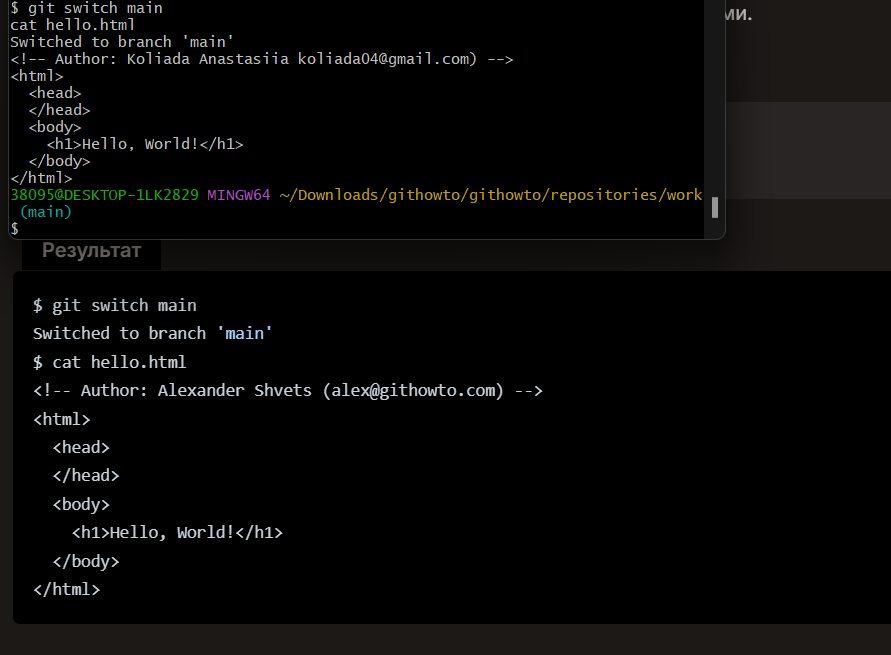 $ git switch main
cat hello.html
Switched to branch 'main'
<!-- Author: Koliada Anastasiia koliada04@gmail.com) -->
<html>
  <head>
  </head>
  <body>
    <h1>Hello, World!</h1>
  </body>
</html>
38095@DESKTOP-1LK2829 MINGW64 ~/Downloads/githowto/githowto/repositories/work
 (main)
$
ми.
Результат
$ git switch main
Switched to branch 'main'
$ cat hello.html
<!-- Author: Alexander Shvets (alex@githowto.com) -->
<html>
  <head>
  </head>
  <body>
    <h1>Hello, World!</h1>
  </body>
</html>